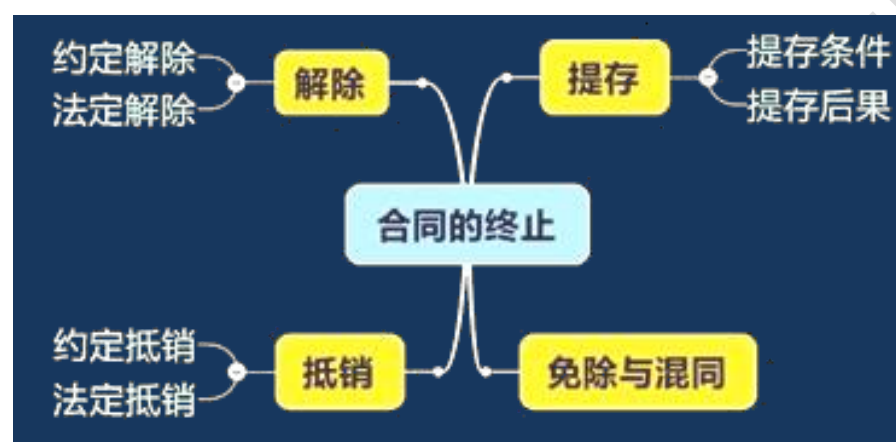 约定解除
法定解除
解除
提存
提存条件
提存后果
合同的终止
约定抵销
法定抵销
抵销
免除与混同